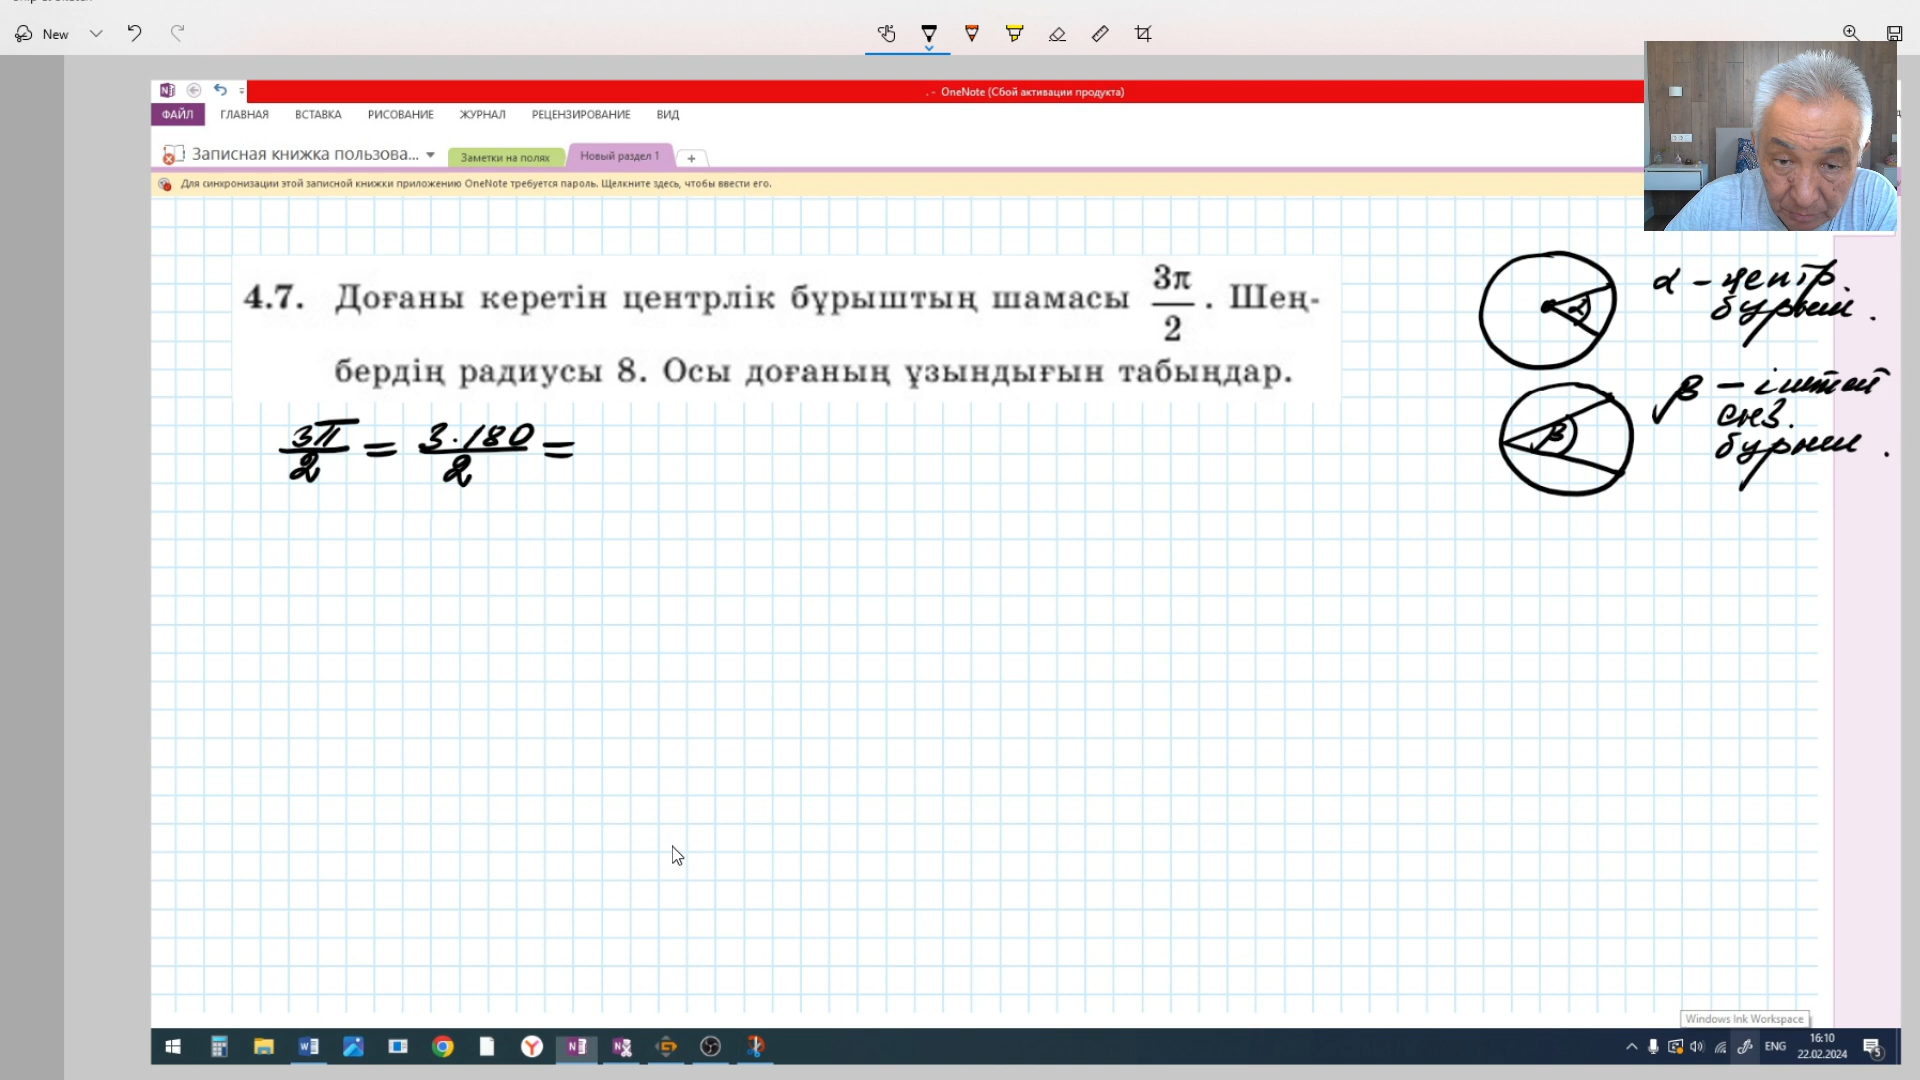 New
. - OneNote (Сбой активации продукта)
ФАЙЛ ГЛАВНАЯ ВСТАВКА РИСОВАНИЕ ЖУРНАЛ РЕЦЕНЗИРОВАНИЕ ВИД
Записная книжка пользова... Заметки на полях Новый раздел 1
Для синхронизации этой записной книжки приложению OneNote требуется пароль. Щелкните здесь, чтобы ввести его.
4.7. Доғаны керетін центрлік бұрыштың шамасы 3π/2. Шең-
бердің радиусы 8. Осы доғаның ұзындығын табыңдар.
3π/2 = 3·180/2 =
α
α - центр.
бұрыш.
β
β - іштей
сыз.
бұрыш.
Windows Ink Workspace
ENG
16:10
22.02.2024
5